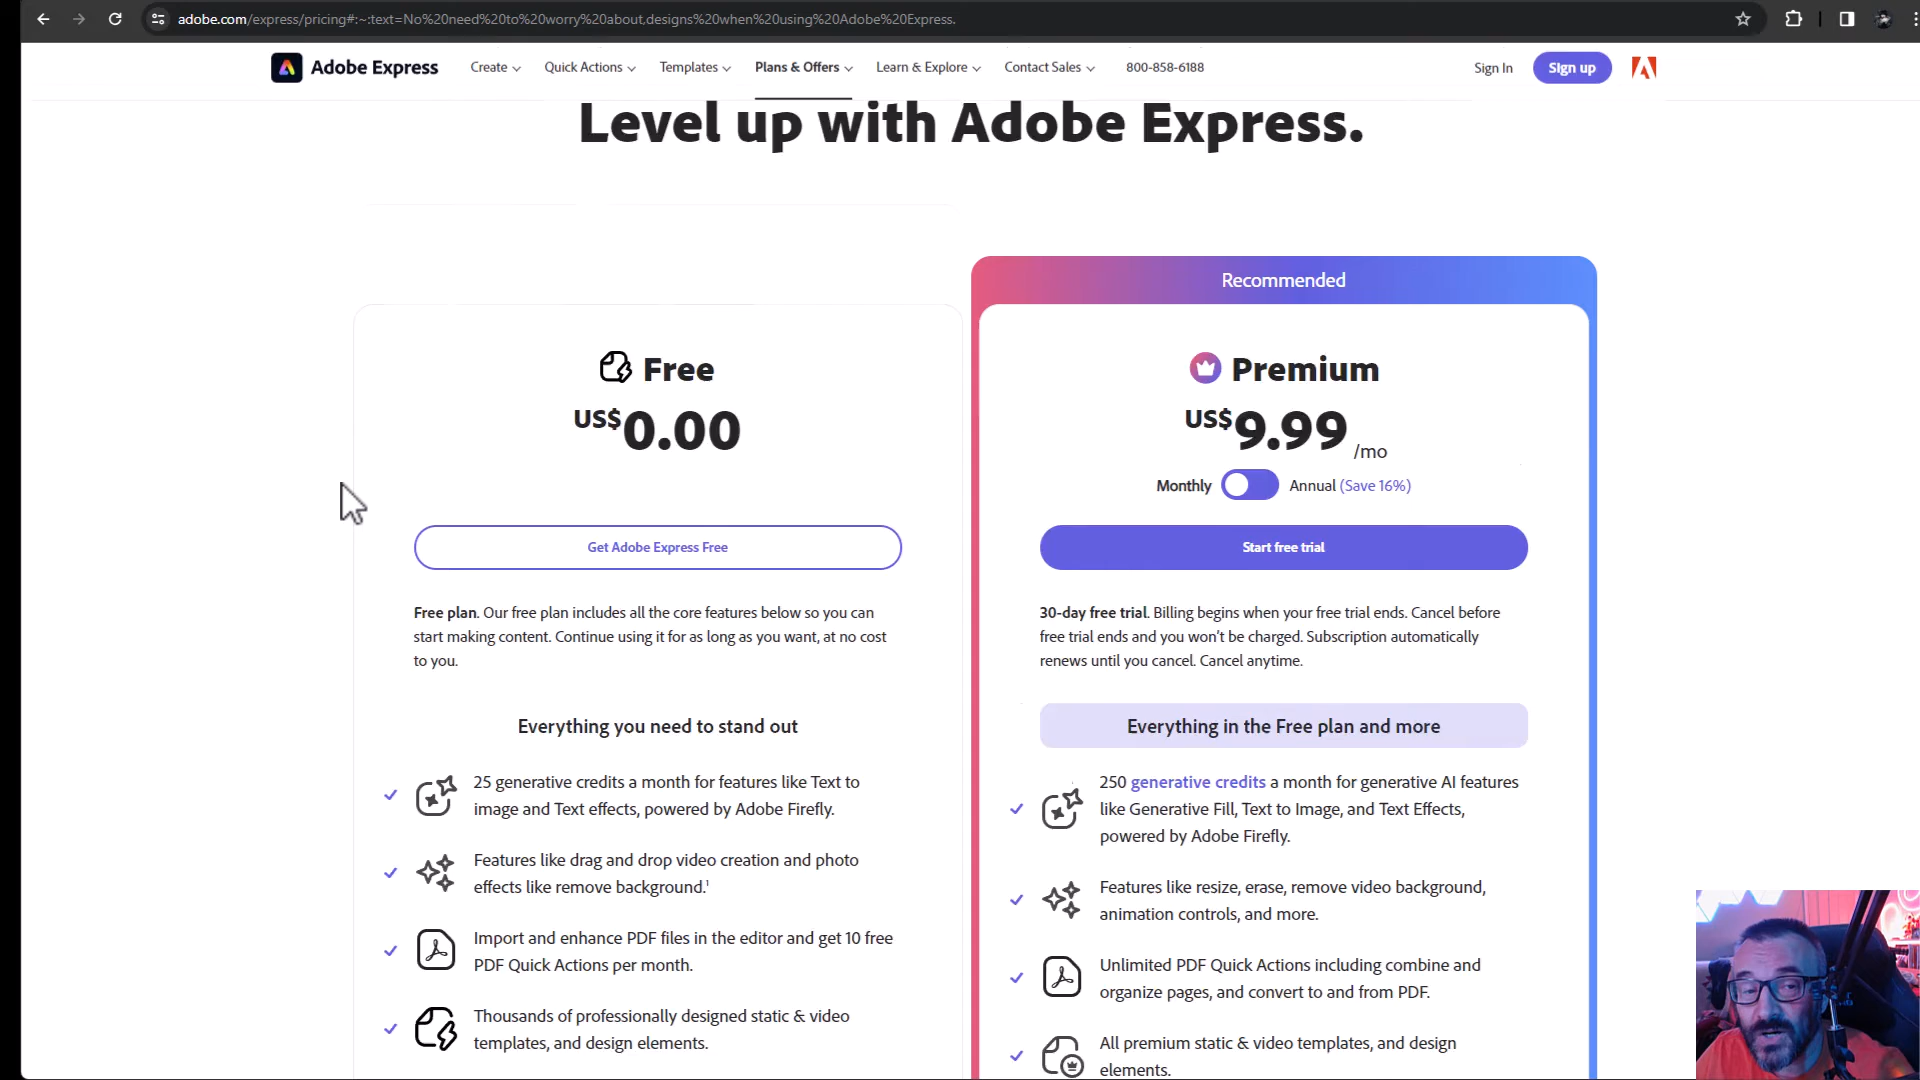 adobe.com/express/pricing#:~:text=No%20need%20to%20worry%20about,designs%20when%20using%20Adobe%20Express.
Adobe Express Create Quick Actions Templates Plans & Offers Learn & Explore Contact Sales 800-858-6188 Sign In Sign up
Level up with Adobe Express.
Recommended
Free
US$0.00
Get Adobe Express Free
Free plan. Our free plan includes all the core features below so you can
start making content. Continue using it for as long as you want, at no cost
to you.
Everything you need to stand out
25 generative credits a month for features like Text to
image and Text effects, powered by Adobe Firefly.
Features like drag and drop video creation and photo
effects like remove background.¹
Import and enhance PDF files in the editor and get 10 free
PDF Quick Actions per month.
Thousands of professionally designed static & video
templates, and design elements.
Premium
US$9.99 /mo
Monthly Annual (Save 16%)
Start free trial
30-day free trial. Billing begins when your free trial ends. Cancel before
free trial ends and you won't be charged. Subscription automatically
renews until you cancel. Cancel anytime.
Everything in the Free plan and more
250 generative credits a month for generative AI features
like Generative Fill, Text to Image, and Text Effects,
powered by Adobe Firefly.
Features like resize, erase, remove video background,
animation controls, and more.
Unlimited PDF Quick Actions including combine and
organize pages, and convert to and from PDF.
All premium static & video templates, and design
elements.